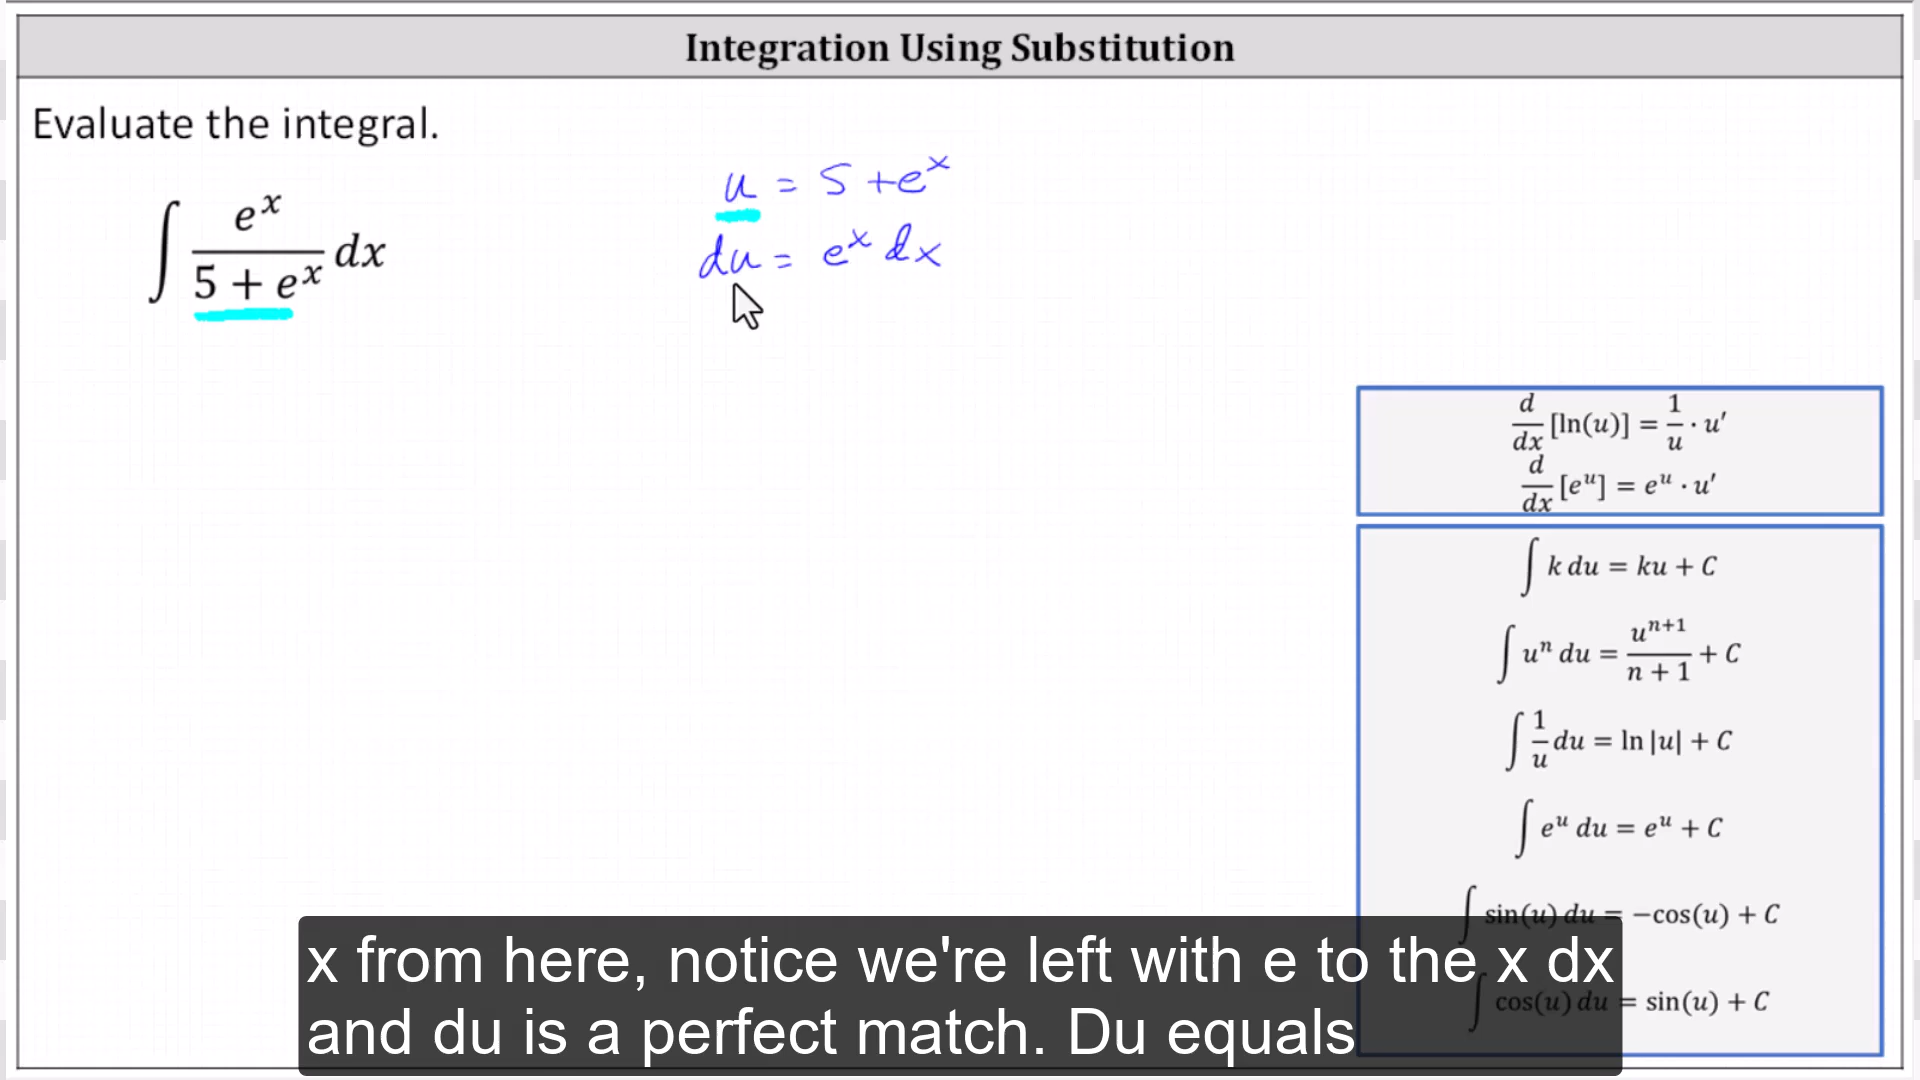 Integration Using Substitution
Evaluate the integral.
∫ e^x / (5 + e^x) dx
u = 5 + e^x
du = e^x dx
d/dx [ln(u)] = 1/u · u′
d/dx [e^u] = e^u · u′
∫ k du = ku + C
∫ u^n du = u^(n+1) / (n + 1) + C
∫ 1/u du = ln |u| + C
∫ e^u du = e^u + C
∫ sin(u) du = −cos(u) + C
∫ cos(u) du = sin(u) + C
x from here, notice we're left with e to the x dx
and du is a perfect match. Du equals